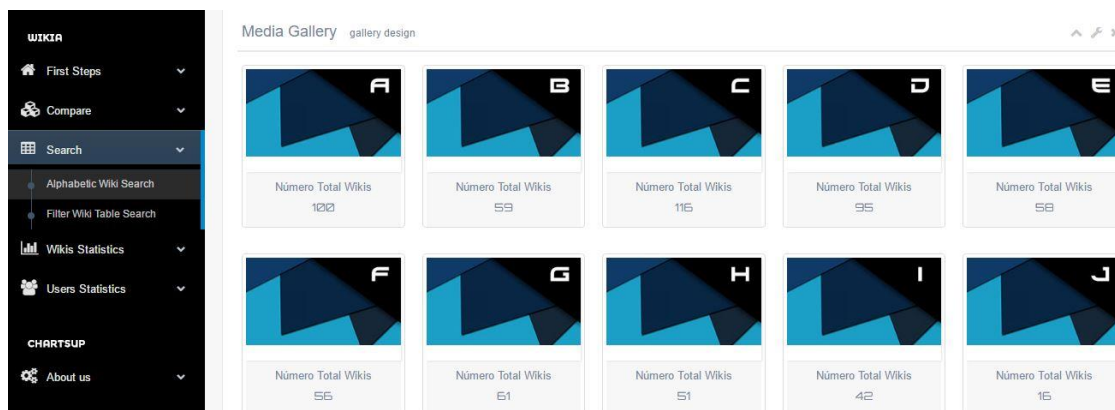 WIKIA
First Steps
Compare
Search
Alphabetic Wiki Search
Filter Wiki Table Search
Wikis Statistics
Users Statistics
CHARTSUP
About us
Media Gallery gallery design
A B C D E
Número Total Wikis Número Total Wikis Número Total Wikis Número Total Wikis Número Total Wikis
100 59 116 95 58
F G H I J
Número Total Wikis Número Total Wikis Número Total Wikis Número Total Wikis Número Total Wikis
56 61 51 42 16